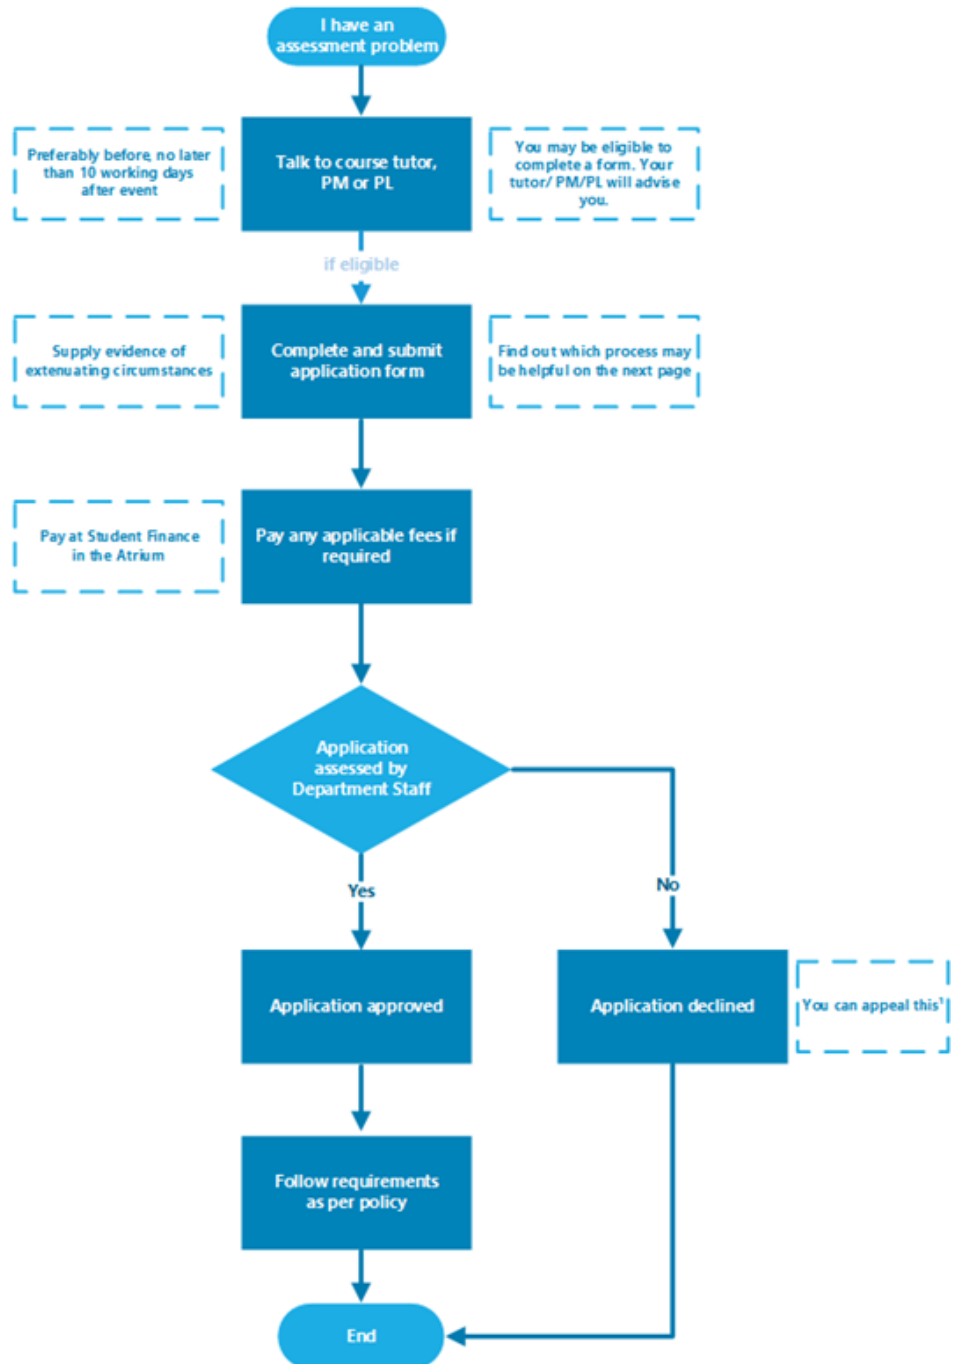 I have an
assessment problem
Preferably before, no later
than 10 working days
after event
Talk to course tutor,
PM or PL
You may be eligible to
complete a form. Your
tutor/ PM/PL will advise
you.
if eligible
Supply evidence of
extenuating circumstances
Complete and submit
application form
Find out which process may
be helpful on the next page
Pay at Student Finance
in the Atrium
Pay any applicable fees if
required
Application
assessed by
Department Staff
Yes
No
Application approved
Application declined
You can appeal this¹
Follow requirements
as per policy
End